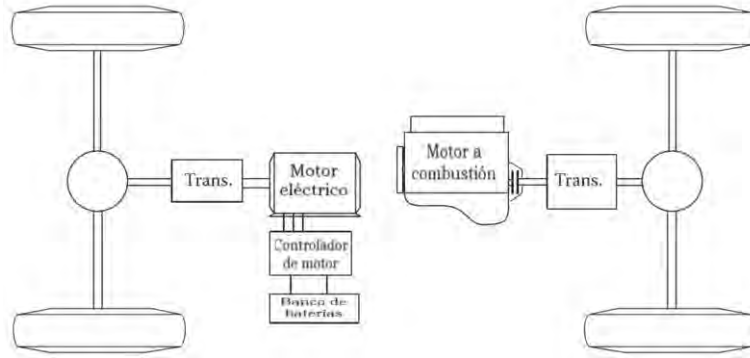 Trans.
Motor
eléctrico
Controlador
de motor
Banco de
baterías
Motor a
combustión
Trans.